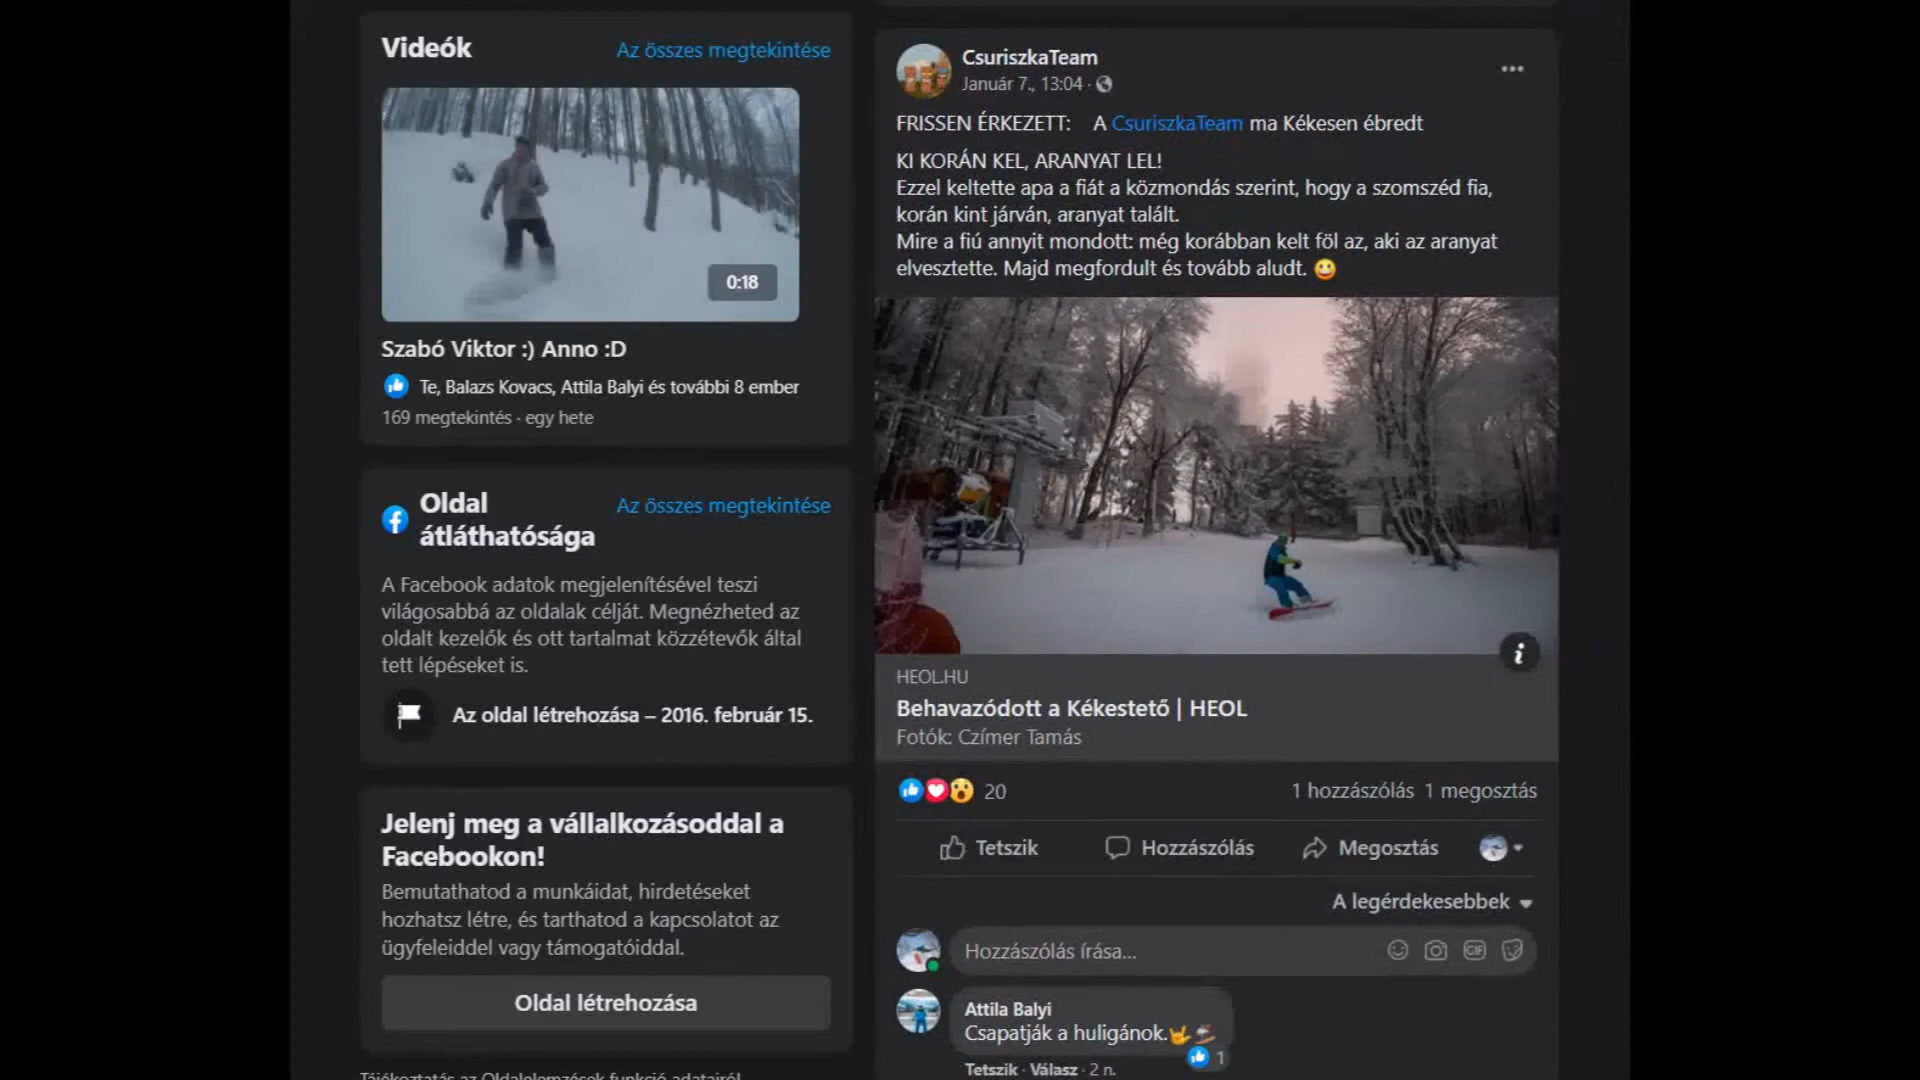 Videók
Az összes megtekintése
0:18
Szabó Viktor :) Anno :D
Te, Balazs Kovacs, Attila Balyi és további 8 ember
169 megtekintés · egy hete
Oldal
átláthatósága
Az összes megtekintése
A Facebook adatok megjelenítésével teszi
világosabbá az oldalak célját. Megnézheted az
oldalt kezelők és ott tartalmat közzétevők által
tett lépéseket is.
Az oldal létrehozása – 2016. február 15.
Jelenj meg a vállalkozásoddal a
Facebookon!
Bemutathatod a munkáidat, hirdetéseket
hozhatsz létre, és tarthatod a kapcsolatot az
ügyfeleiddel vagy támogatóiddal.
Oldal létrehozása
Tájékoztatás az Oldalelemzések funkció adatairól
CsuriszkaTeam
Január 7., 13:04 ·
FRISSEN ÉRKEZETT: A CsuriszkaTeam ma Kékesen ébredt
KI KORÁN KEL, ARANYAT LEL!
Ezzel keltette apa a fiát a közmondás szerint, hogy a szomszéd fia,
korán kint járván, aranyat talált.
Mire a fiú annyit mondott: még korábban kelt föl az, aki az aranyat
elvesztette. Majd megfordult és tovább aludt. 😀
HEOL.HU
Behavazódott a Kékestető | HEOL
Fotók: Czímer Tamás
20
1 hozzászólás 1 megosztás
Tetszik
Hozzászólás
Megosztás
A legérdekesebbek
Hozzászólás írása...
GIF
Attila Balyi
Csapatják a huligánok.🤟🏂
1
Tetszik · Válasz · 2 n.